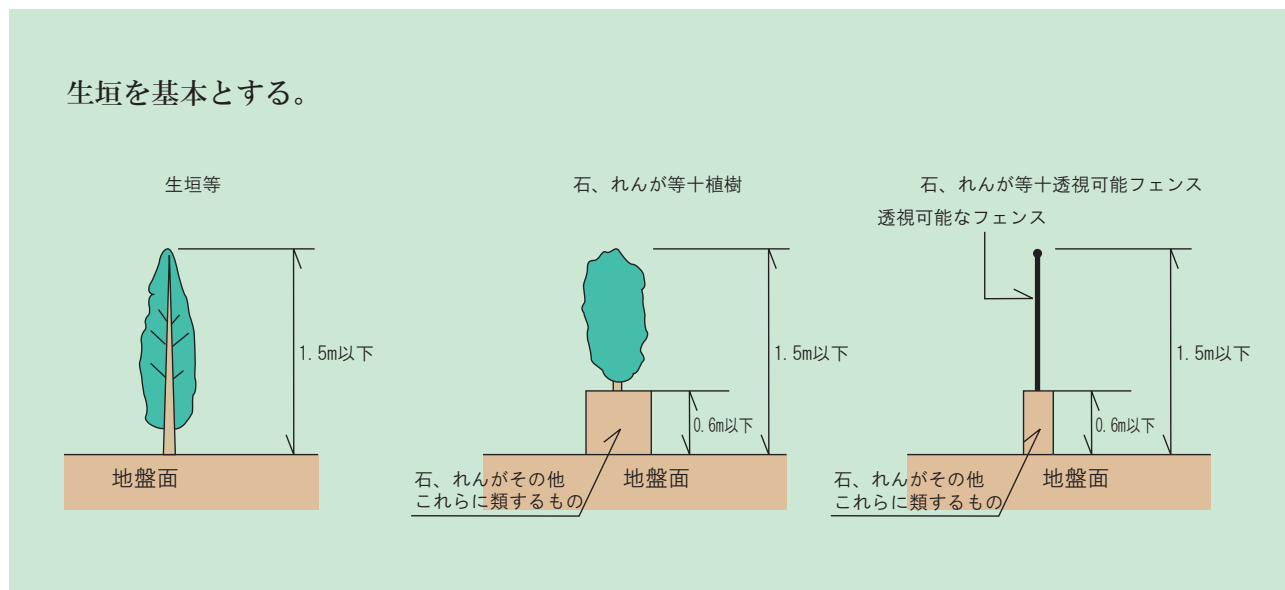 生垣を基本とする。
生垣等
1.5m以下
地盤面
石、れんが等十植樹
1.5m以下
0.6m以下
石、れんがその他
これらに類するもの
地盤面
石、れんが等十透視可能フェンス
透視可能なフェンス
1.5m以下
0.6m以下
石、れんがその他
これらに類するもの
地盤面